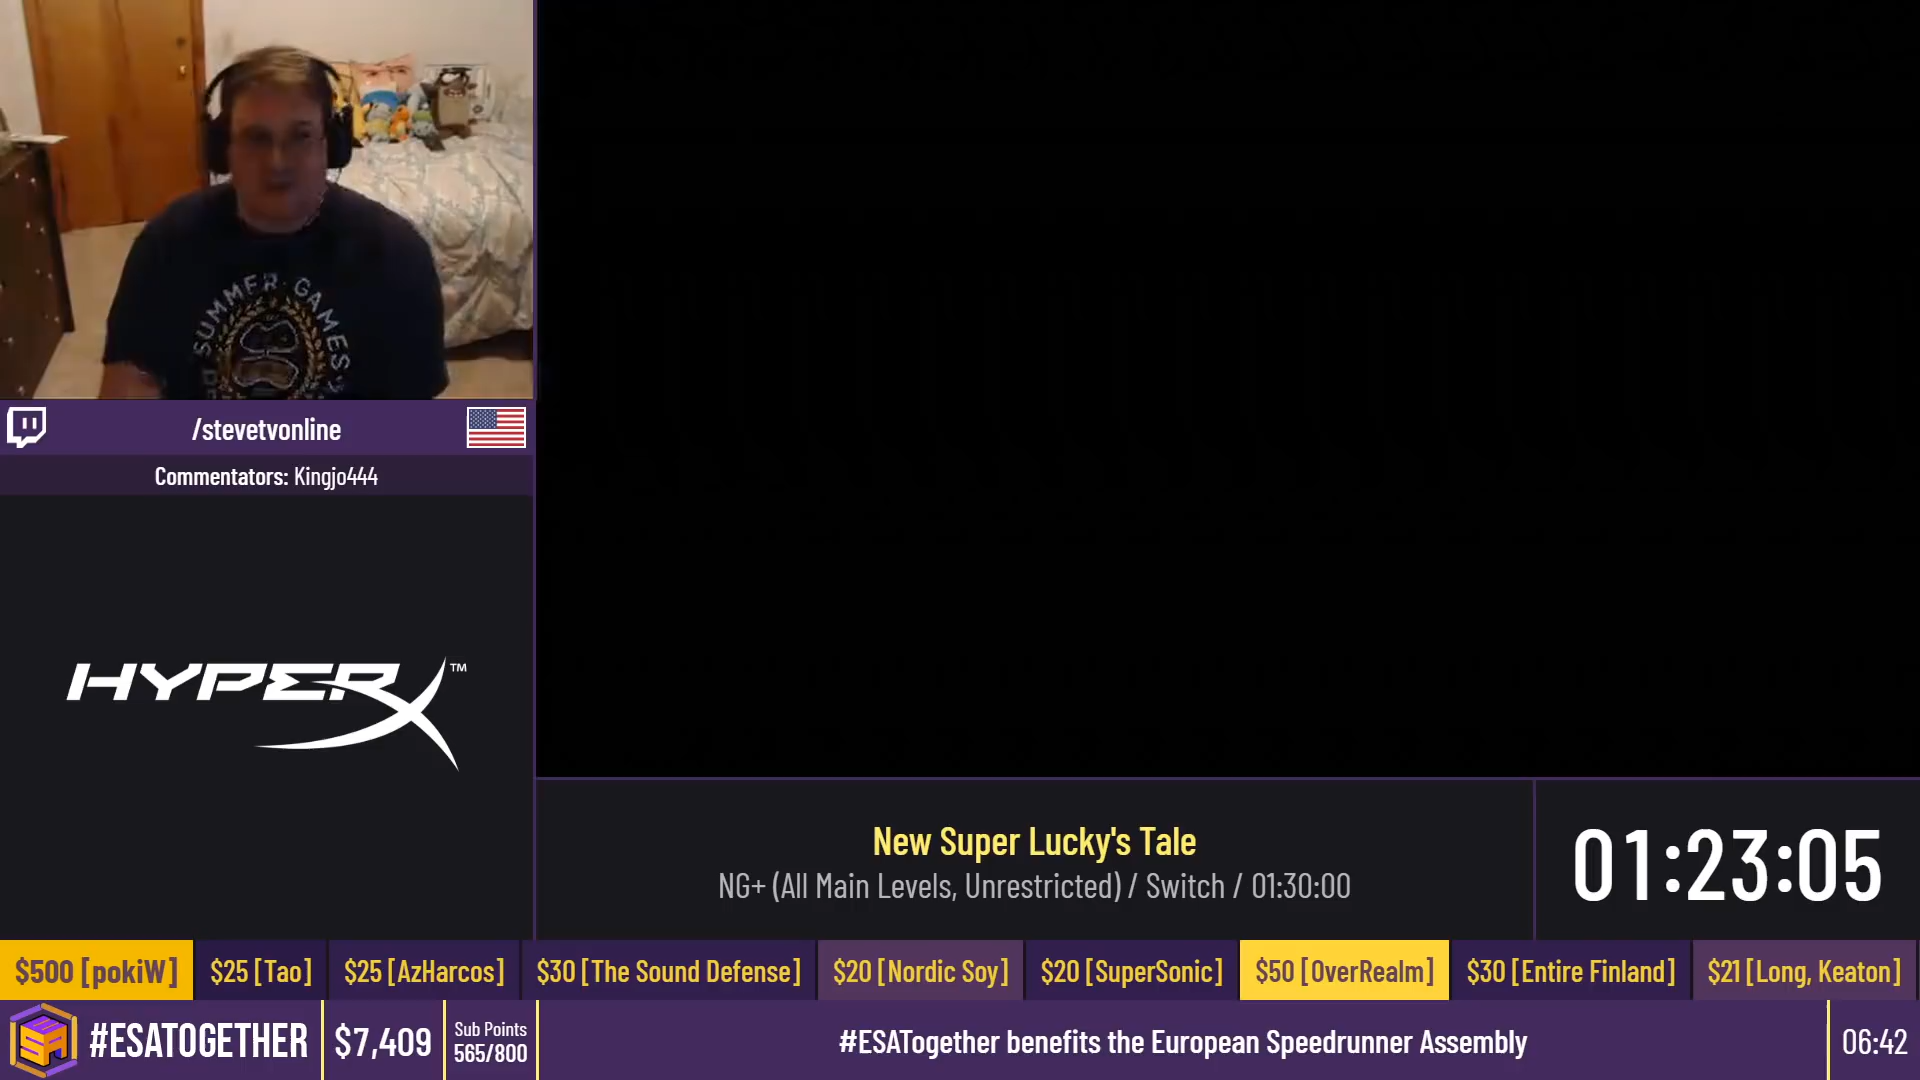 SUMMER GAMES
/stevetvonline
Commentators: Kingjo444
HYPERX™
New Super Lucky's Tale
NG+ (All Main Levels, Unrestricted) / Switch / 01:30:00
01:23:05
$500 [pokiW]
$25 [Tao]
$25 [AzHarcos]
$30 [The Sound Defense]
$20 [Nordic Soy]
$20 [SuperSonic]
$50 [OverRealm]
$30 [Entire Finland]
$21 [Long, Keaton]
#ESATOGETHER
$7,409
Sub Points
565/800
#ESATogether benefits the European Speedrunner Assembly
06:42